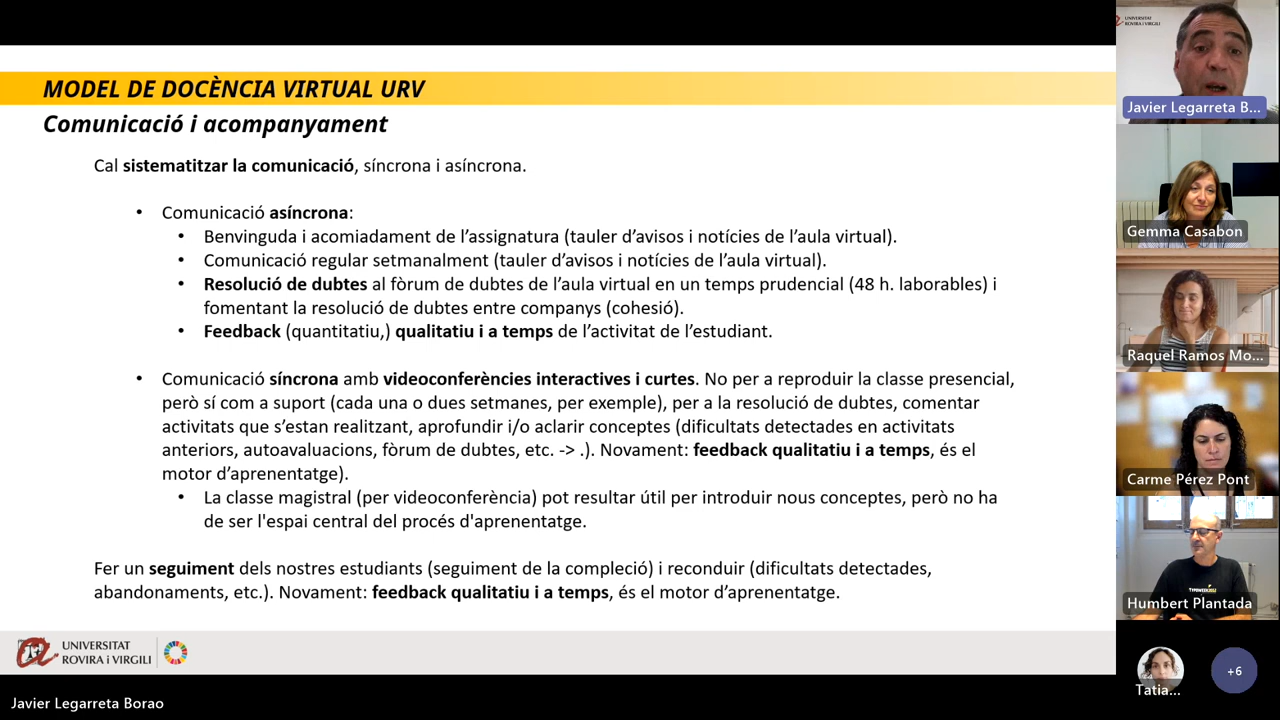 MODEL DE DOCÈNCIA VIRTUAL URV
Comunicació i acompanyament
Cal sistematitzar la comunicació, síncrona i asíncrona.
• Comunicació asíncrona:
• Benvinguda i acomiadament de l’assignatura (tauler d’avisos i notícies de l’aula virtual).
• Comunicació regular setmanalment (tauler d’avisos i notícies de l’aula virtual).
• Resolució de dubtes al fòrum de dubtes de l’aula virtual en un temps prudencial (48 h. laborables) i
fomentant la resolució de dubtes entre companys (cohesió).
• Feedback (quantitatiu,) qualitatiu i a temps de l’activitat de l’estudiant.
• Comunicació síncrona amb videoconferències interactives i curtes. No per a reproduir la classe presencial,
però sí com a suport (cada una o dues setmanes, per exemple), per a la resolució de dubtes, comentar
activitats que s’estan realitzant, aprofundir i/o aclarir conceptes (dificultats detectades en activitats
anteriors, autoavaluacions, fòrum de dubtes, etc. -> .). Novament: feedback qualitatiu i a temps, és el
motor d’aprenentatge).
• La classe magistral (per videoconferència) pot resultar útil per introduir nous conceptes, però no ha
de ser l'espai central del procés d'aprenentatge.
Fer un seguiment dels nostres estudiants (seguiment de la compleció) i reconduir (dificultats detectades,
abandonaments, etc.). Novament: feedback qualitatiu i a temps, és el motor d’aprenentatge.
UNIVERSITAT
ROVIRA i VIRGILI
Javier Legarreta Borao
UNIVERSITAT
ROVIRA i VIRGILI
Javier Legarreta B...
Gemma Casabon
Raquel Ramos Mo...
Carme Pérez Pont
Humbert Plantada
Tatia...
+6